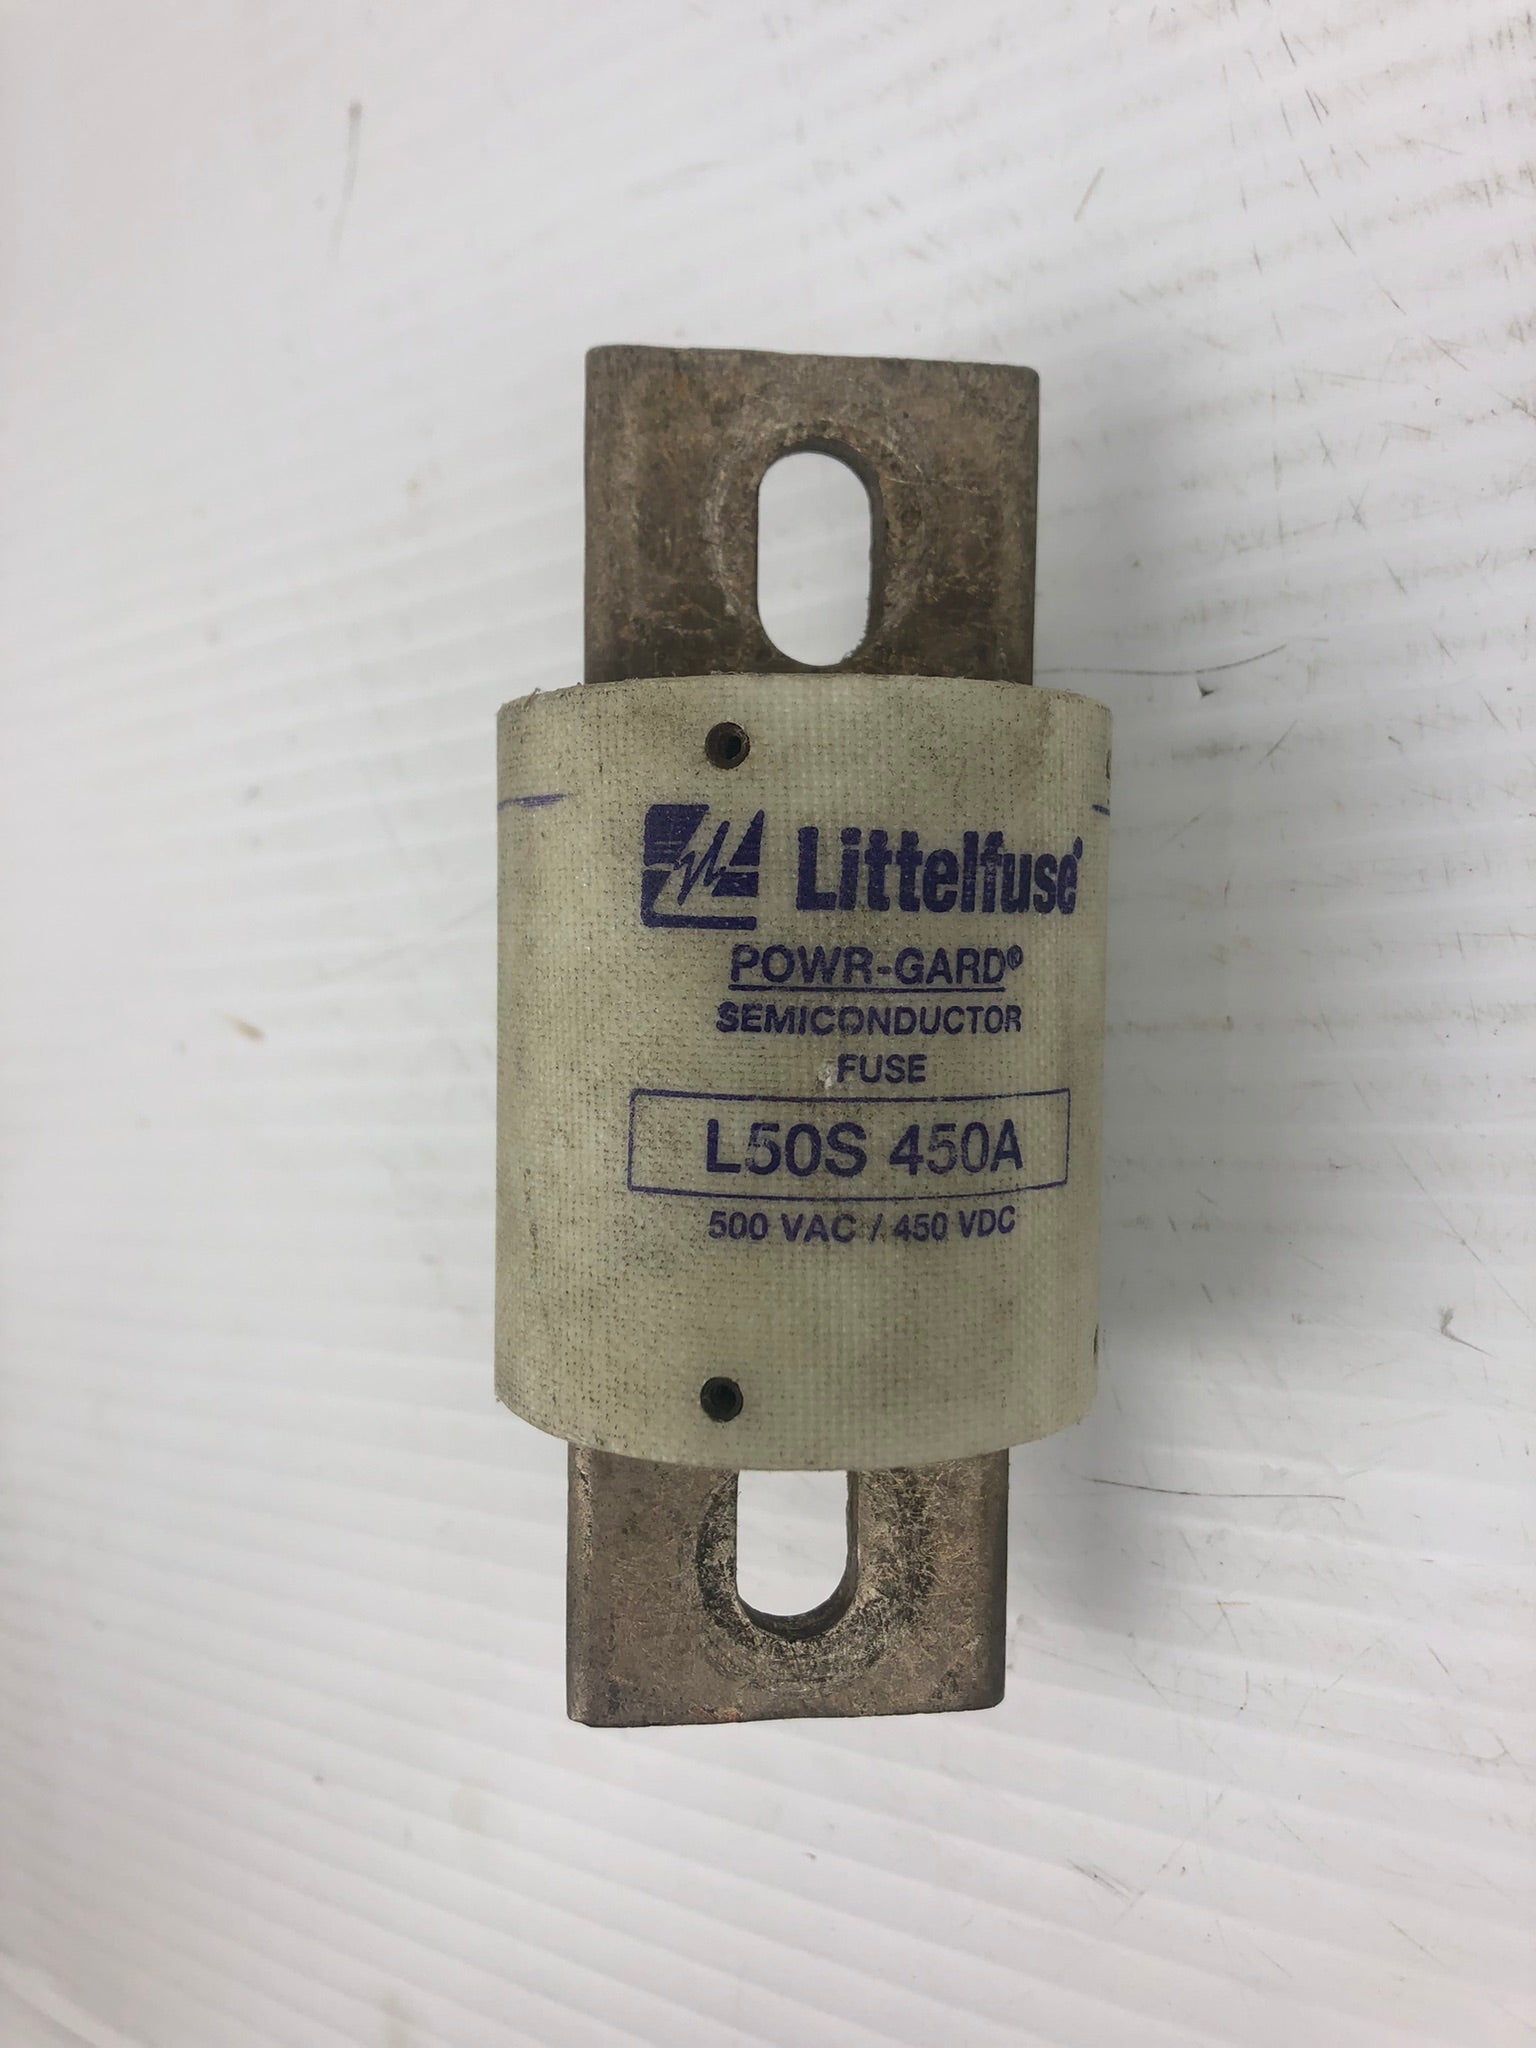 Littelfuse®
POWR-GARD®
SEMICONDUCTOR
FUSE
L50S 450A
500 VAC / 450 VDC